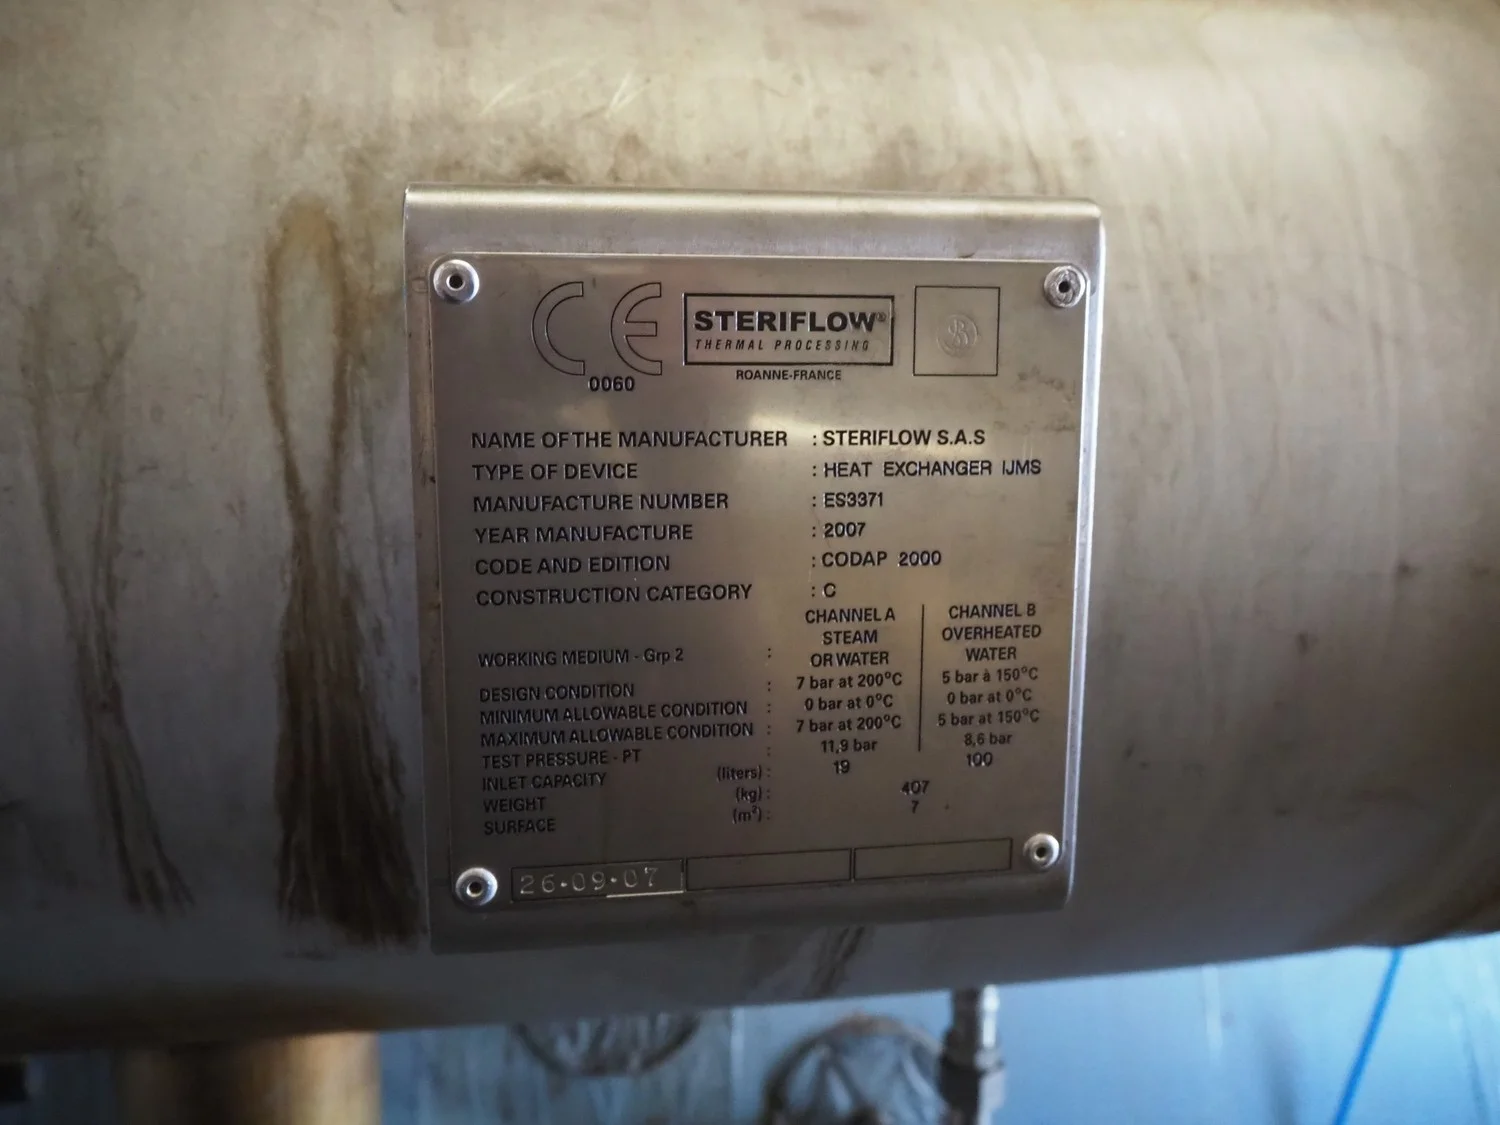 CE
0060
STERIFLOW®
THERMAL PROCESSING
ROANNE-FRANCE
NAME OF THE MANUFACTURER : STERIFLOW S.A.S
TYPE OF DEVICE : HEAT EXCHANGER IJMS
MANUFACTURE NUMBER : ES3371
YEAR MANUFACTURE : 2007
CODE AND EDITION : CODAP 2000
CONSTRUCTION CATEGORY : C
CHANNEL A CHANNEL B
STEAM OVERHEATED
WORKING MEDIUM - Grp 2 : OR WATER WATER
DESIGN CONDITION : 7 bar at 200°C 5 bar à 150°C
MINIMUM ALLOWABLE CONDITION : 0 bar at 0°C 0 bar at 0°C
MAXIMUM ALLOWABLE CONDITION : 7 bar at 200°C 5 bar at 150°C
TEST PRESSURE - PT : 11,9 bar 8,6 bar
INLET CAPACITY (liters) : 19 100
WEIGHT (kg) : 407
SURFACE (m²) : 7
26-09-07